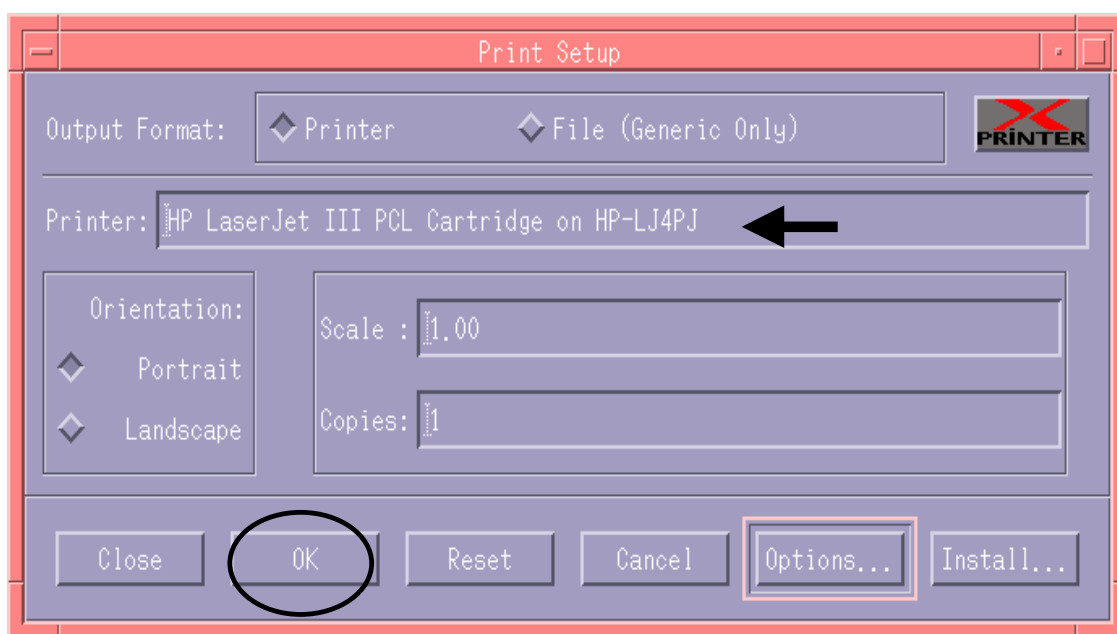 Print Setup
Output Format: Printer File (Generic Only)
PRiNTER
Printer: HP LaserJet III PCL Cartridge on HP-LJ4PJ
Orientation:
Portrait
Landscape
Scale : 1.00
Copies: 1
Close OK Reset Cancel Options... Install...